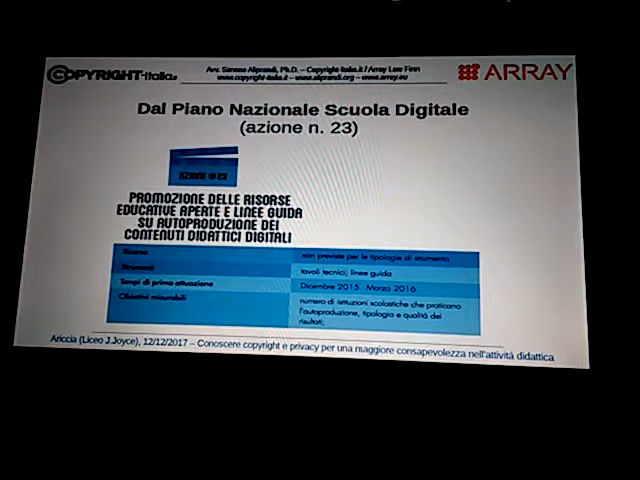 COPYRIGHT-Italia.it
Avv. Simone Aliprandi, Ph.D. – Copyright-Italia.it / Array Law Firm
www.copyright-italia.it – www.aliprandi.org – www.array.eu
ARRAY
Dal Piano Nazionale Scuola Digitale
(azione n. 23)
AZIONE #23
PROMOZIONE DELLE RISORSE
EDUCATIVE APERTE E LINEE GUIDA
SU AUTOPRODUZIONE DEI
CONTENUTI DIDATTICI DIGITALI
Risorse non previste per le tipologie di strumento
Strumenti tavoli tecnici; linee guida
Tempi di prima attuazione Dicembre 2015 - Marzo 2016
Obiettivi misurabili numero di istituzioni scolastiche che praticano
l'autoproduzione, tipologia e qualità dei
risultati;
Ariccia (Liceo J.Joyce), 12/12/2017 – Conoscere copyright e privacy per una maggiore consapevolezza nell'attività didattica